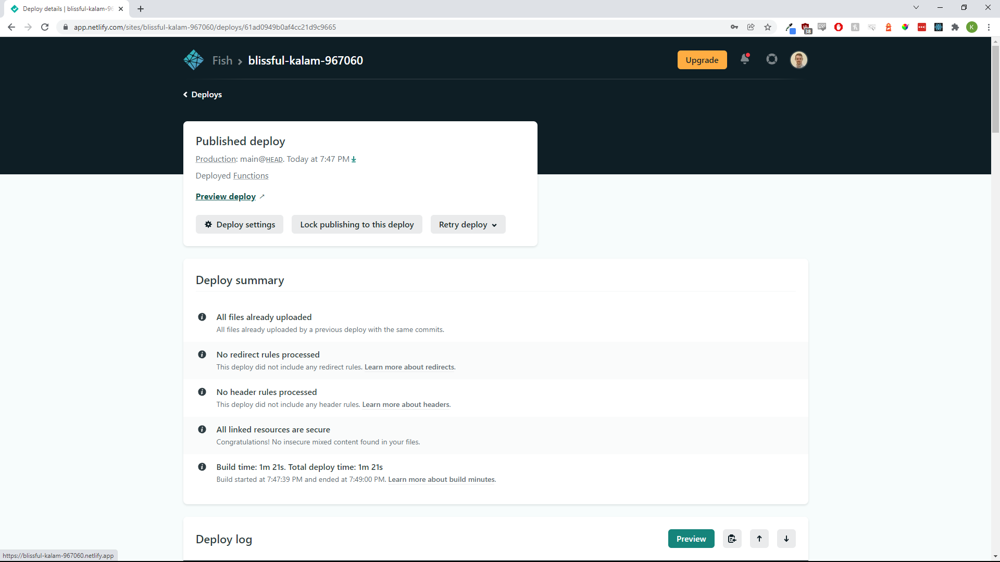 Deploy details | blissful-kalam-96
app.netlify.com/sites/blissful-kalam-967060/deploys/61ad0949b0af4cc21d9c9665
38
K
Fish
blissful-kalam-967060
Upgrade
Deploys
Published deploy
Production: main@HEAD. Today at 7:47 PM
Deployed Functions
Preview deploy
Deploy settings
Lock publishing to this deploy
Retry deploy
Deploy summary
All files already uploaded
All files already uploaded by a previous deploy with the same commits.
No redirect rules processed
This deploy did not include any redirect rules. Learn more about redirects.
No header rules processed
This deploy did not include any header rules. Learn more about headers.
All linked resources are secure
Congratulations! No insecure mixed content found in your files.
Build time: 1m 21s. Total deploy time: 1m 21s
Build started at 7:47:39 PM and ended at 7:49:00 PM. Learn more about build minutes.
Deploy log
Preview
https://blissful-kalam-967060.netlify.app